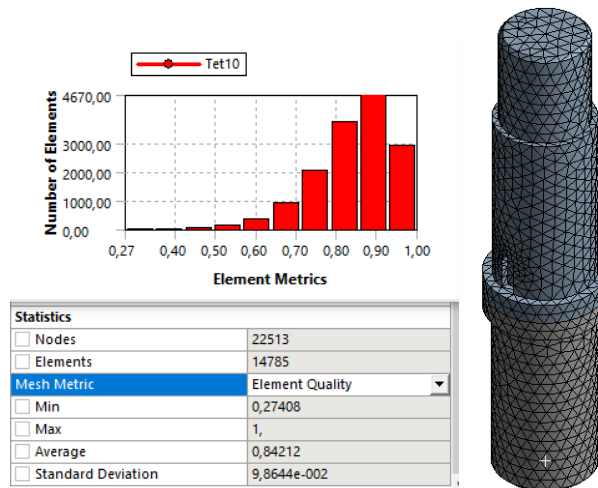 Tet10
Number of Elements
4670,00
3000,00
2000,00
1000,00
0,00
0,27 0,40 0,50 0,60 0,70 0,80 0,90 1,00
Element Metrics
Statistics
Nodes 22513
Elements 14785
Mesh Metric Element Quality
Min 0,27408
Max 1,
Average 0,84212
Standard Deviation 9,8644e-002